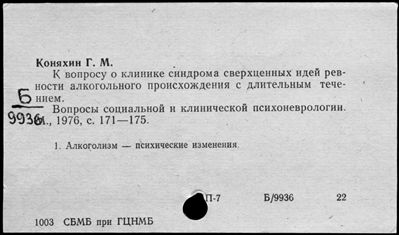 Коняхин Г. М.
К вопросу о клинике синдрома сверхценных идей рев-
ности алкогольного происхождения с длительным тече-
нием.
Б
9936
Вопросы социальной и клинической психоневрологии.
М., 1976, с. 171—175.
1. Алкоголизм — психические изменения.
П-7 Б/9936 22
1003 СБМБ при ГЦНМБ